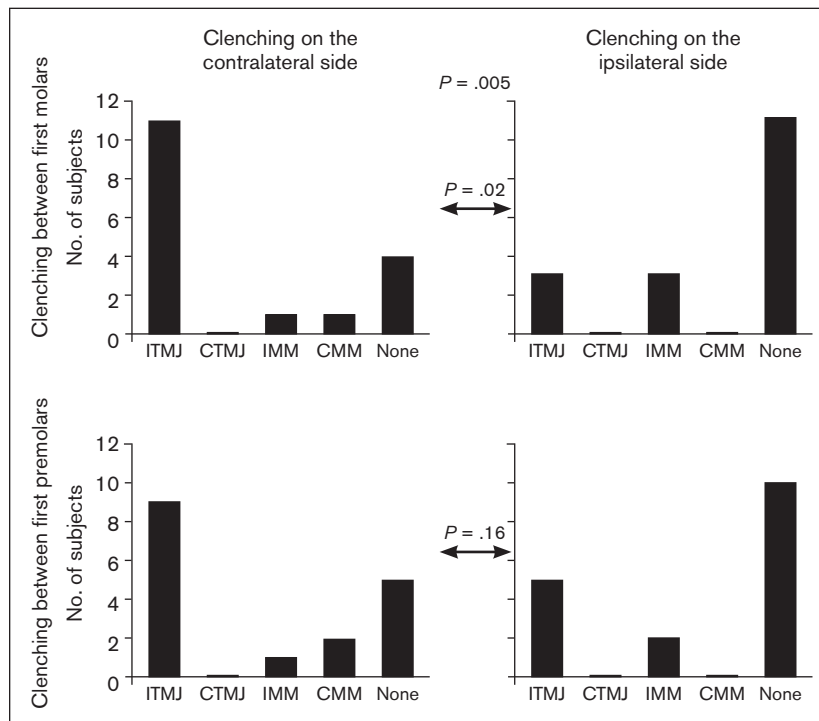 Clenching on the
contralateral side
Clenching on the
ipsilateral side
P = .005
Clenching between first molars
No. of subjects
12
10
8
6
4
2
0
P = .02
ITMJ CTMJ IMM CMM None
ITMJ CTMJ IMM CMM None
Clenching between first premolars
No. of subjects
12
10
8
6
4
2
0
P = .16
ITMJ CTMJ IMM CMM None
ITMJ CTMJ IMM CMM None